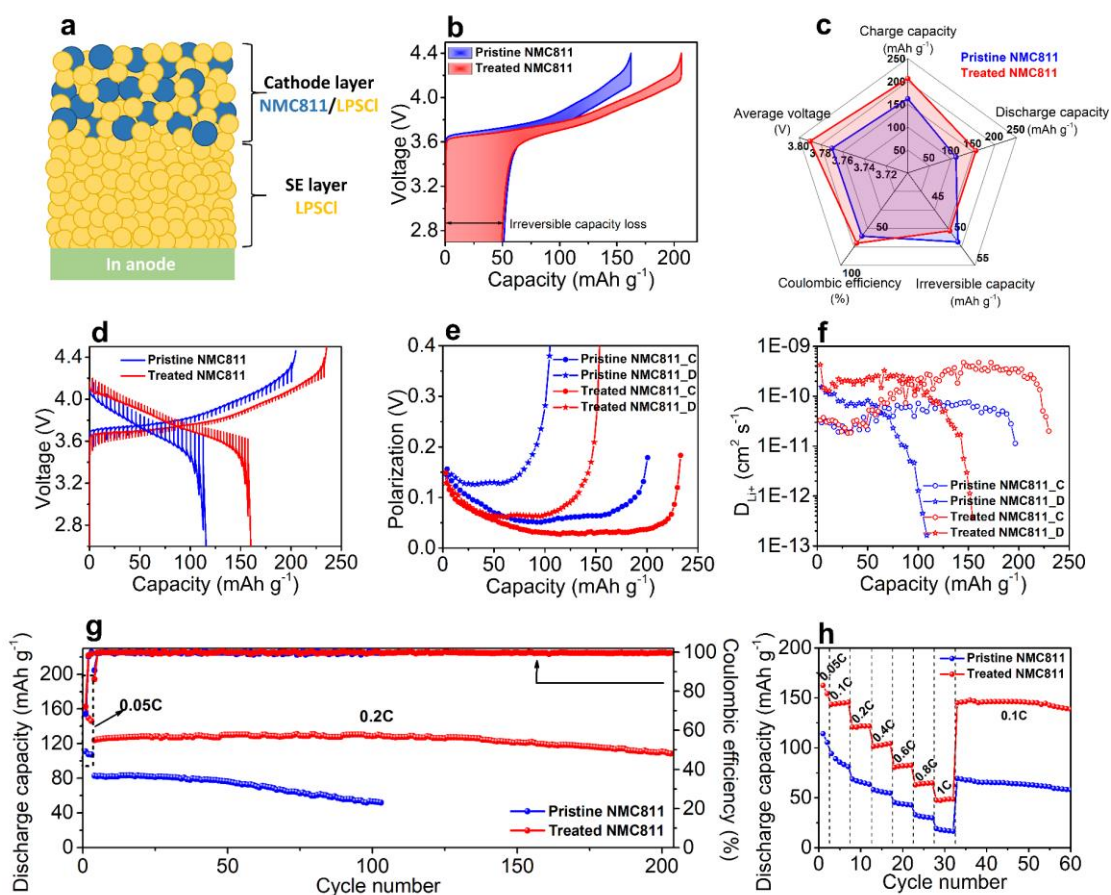 a
Cathode layer
NMC811/LPSCl
SE layer
LPSCl
In anode
b
Pristine NMC811
Treated NMC811
4.4
4.0
3.6
3.2
2.8
Voltage (V)
Irreversible capacity loss
0 50 100 150 200
Capacity (mAh g⁻¹)
c
Pristine NMC811
Treated NMC811
Charge capacity
(mAh g⁻¹)
250
200
150
100
50
Discharge capacity
(mAh g⁻¹)
100 150 200 250
Irreversible capacity
(mAh g⁻¹)
45
50
55
Coulombic efficiency
(%)
50
100
Average voltage
(V)
3.80 3.78 3.76 3.74 3.72
d
Pristine NMC811
Treated NMC811
4.4
4.0
3.6
3.2
2.8
Voltage (V)
0 50 100 150 200 250
Capacity (mAh g⁻¹)
e
Pristine NMC811_C
Pristine NMC811_D
Treated NMC811_C
Treated NMC811_D
0.4
0.3
0.2
0.1
0.0
Polarization (V)
0 50 100 150 200 250
Capacity (mAh g⁻¹)
f
1E-09
1E-10
1E-11
1E-12
1E-13
D_Li+ (cm² s⁻¹)
Pristine NMC811_C
Pristine NMC811_D
Treated NMC811_C
Treated NMC811_D
0 50 100 150 200 250
Capacity (mAh g⁻¹)
g
200
160
120
80
40
0
Discharge capacity (mAh g⁻¹)
0.05C
0.2C
Pristine NMC811
Treated NMC811
100
80
60
40
20
0
Coulombic efficiency (%)
0 50 100 150 200
Cycle number
h
Pristine NMC811
Treated NMC811
200
150
100
50
0
Discharge capacity (mAh g⁻¹)
0.05C
0.1C
0.2C
0.4C
0.6C
0.8C
1C
0.1C
0 10 20 30 40 50 60
Cycle number